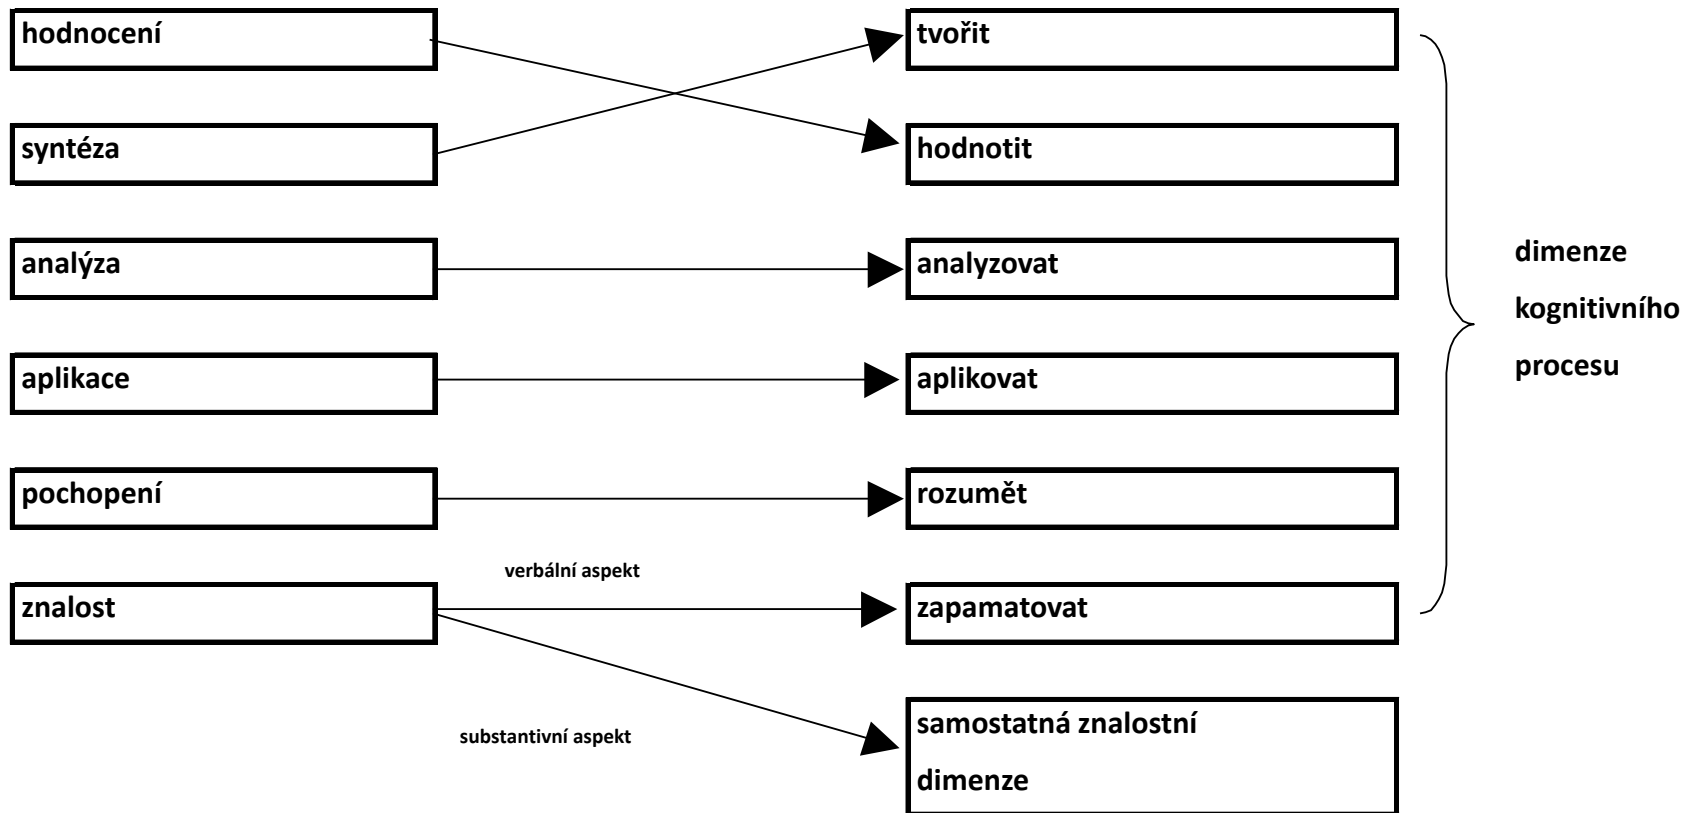 hodnocení
tvořit
syntéza
hodnotit
analýza
analyzovat
dimenze
kognitivního
procesu
aplikace
aplikovat
pochopení
rozumět
verbální aspekt
znalost
zapamatovat
substantivní aspekt
samostatná znalostní
dimenze